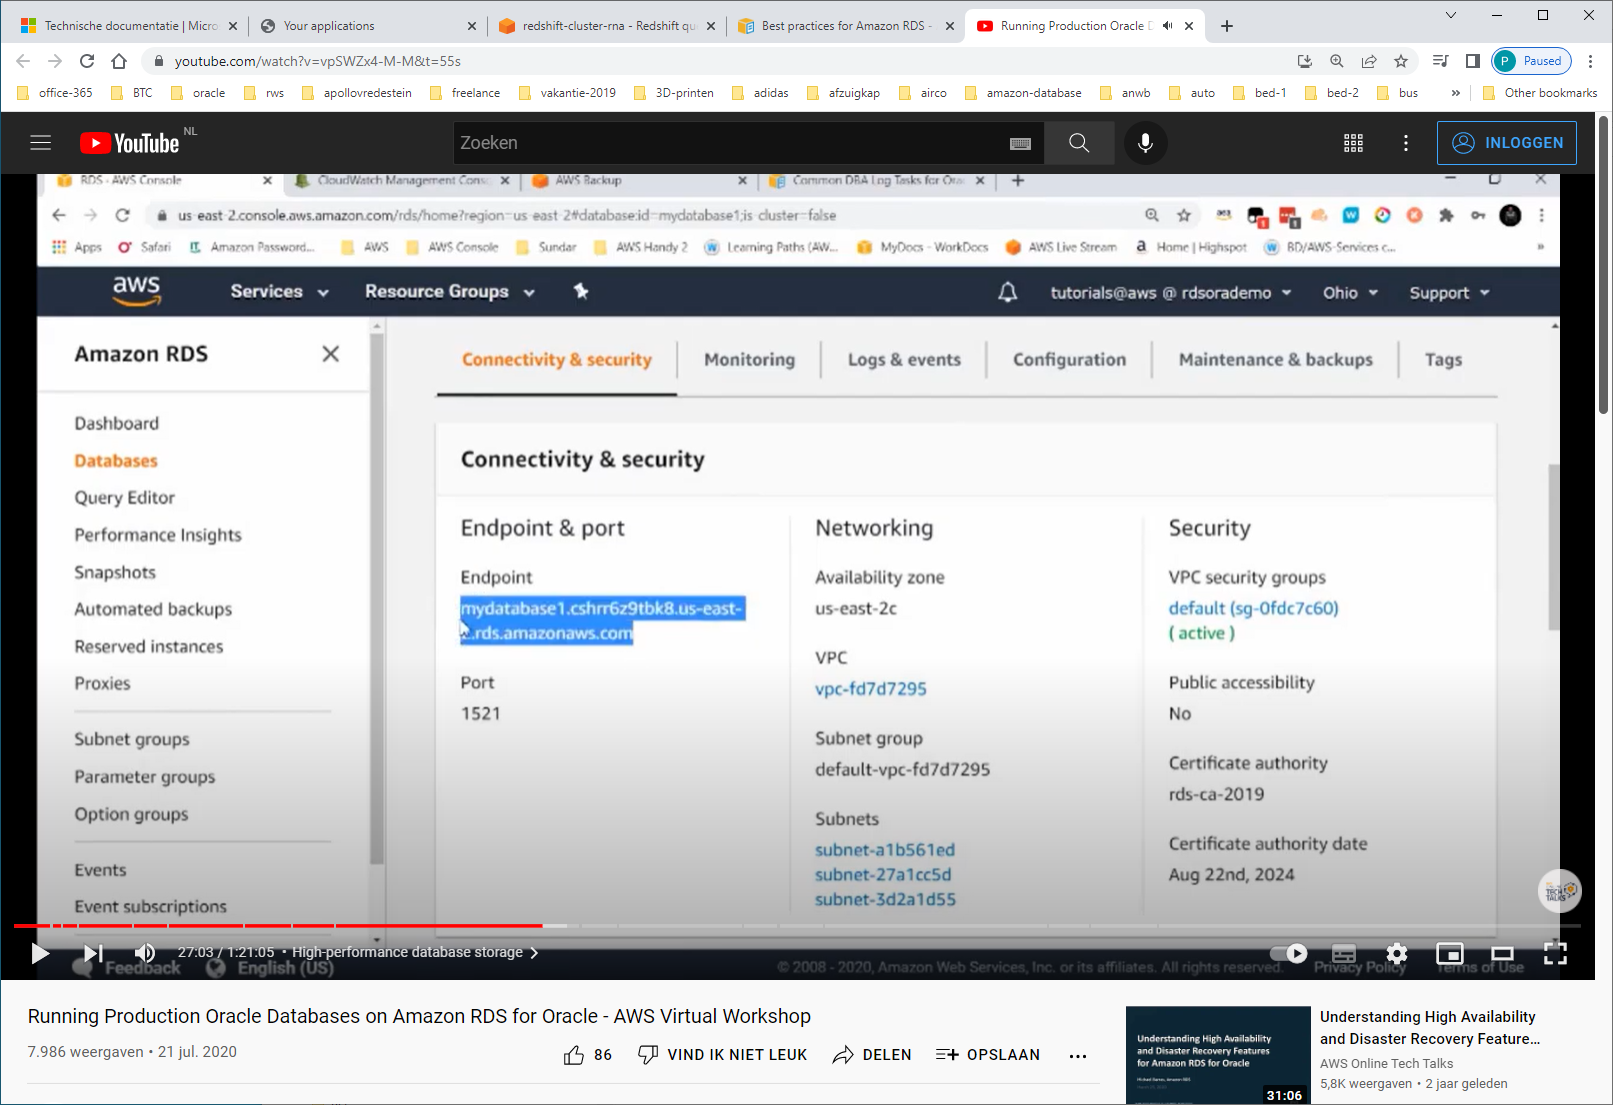 Technische documentatie | Micro
Your applications
redshift-cluster-rna - Redshift qu
Best practices for Amazon RDS -
Running Production Oracle D
youtube.com/watch?v=vpSWZx4-M-M&t=55s
P Paused
office-365 BTC oracle rws apollovredestein freelance vakantie-2019 3D-printen adidas afzuigkap airco amazon-database anwb auto bed-1 bed-2 bus » Other bookmarks
YouTube NL
Zoeken
INLOGGEN
RDS - AWS Console
CloudWatch Management Cons
AWS Backup
Common DBA Log Tasks for Ora
us-east-2.console.aws.amazon.com/rds/home?region=us-east-2#database:id=mydatabase1;is-cluster=false
Apps Safari Amazon Password... AWS AWS Console Sundar AWS Handy 2 Learning Paths (AW... MyDocs - WorkDocs AWS Live Stream Home | Highspot BD/AWS-Services c... »
aws Services Resource Groups tutorials@aws @ rdsorademo Ohio Support
Amazon RDS
Dashboard
Databases
Query Editor
Performance Insights
Snapshots
Automated backups
Reserved instances
Proxies
Subnet groups
Parameter groups
Option groups
Events
Event subscriptions
Connectivity & security Monitoring Logs & events Configuration Maintenance & backups Tags
Connectivity & security
Endpoint & port
Endpoint
mydatabase1.cshrr6z9tbk8.us-east-
.rds.amazonaws.com
Port
1521
Networking
Availability zone
us-east-2c
VPC
vpc-fd7d7295
Subnet group
default-vpc-fd7d7295
Subnets
subnet-a1b561ed
subnet-27a1cc5d
subnet-3d2a1d55
Security
VPC security groups
default (sg-0fdc7c60)
( active )
Public accessibility
No
Certificate authority
rds-ca-2019
Certificate authority date
Aug 22nd, 2024
TECH
TALKS
27:03 / 1:21:05 • High-performance database storage
Feedback English (US) © 2008 - 2020, Amazon Web Services, Inc. or its affiliates. All rights reserved. Privacy Policy Terms of Use
Running Production Oracle Databases on Amazon RDS for Oracle - AWS Virtual Workshop
7.986 weergaven • 21 jul. 2020
86 VIND IK NIET LEUK DELEN OPSLAAN
Understanding High Availability
and Disaster Recovery Features
for Amazon RDS for Oracle
31:06
Understanding High Availability
and Disaster Recovery Feature...
AWS Online Tech Talks
5,8K weergaven • 2 jaar geleden